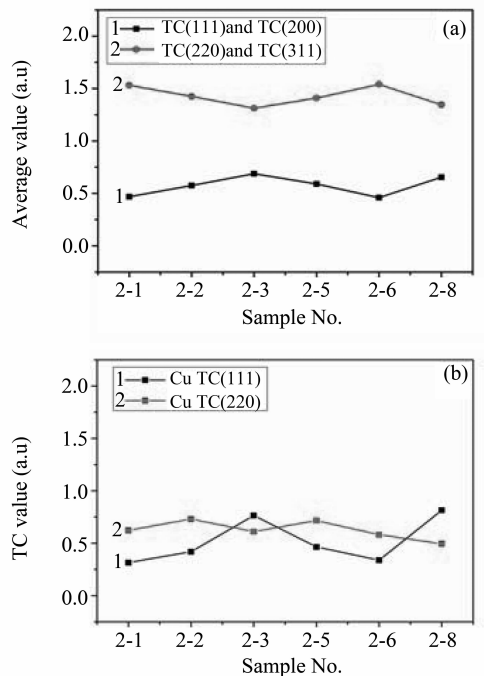 (a)
1 TC(111)and TC(200)
2 TC(220)and TC(311)
Average value (a.u)
2.0
1.5
1.0
0.5
0.0
2
1
2-1 2-2 2-3 2-5 2-6 2-8
Sample No.
(b)
1 Cu TC(111)
2 Cu TC(220)
TC value (a.u)
2.0
1.5
1.0
0.5
0.0
2
1
2-1 2-2 2-3 2-5 2-6 2-8
Sample No.